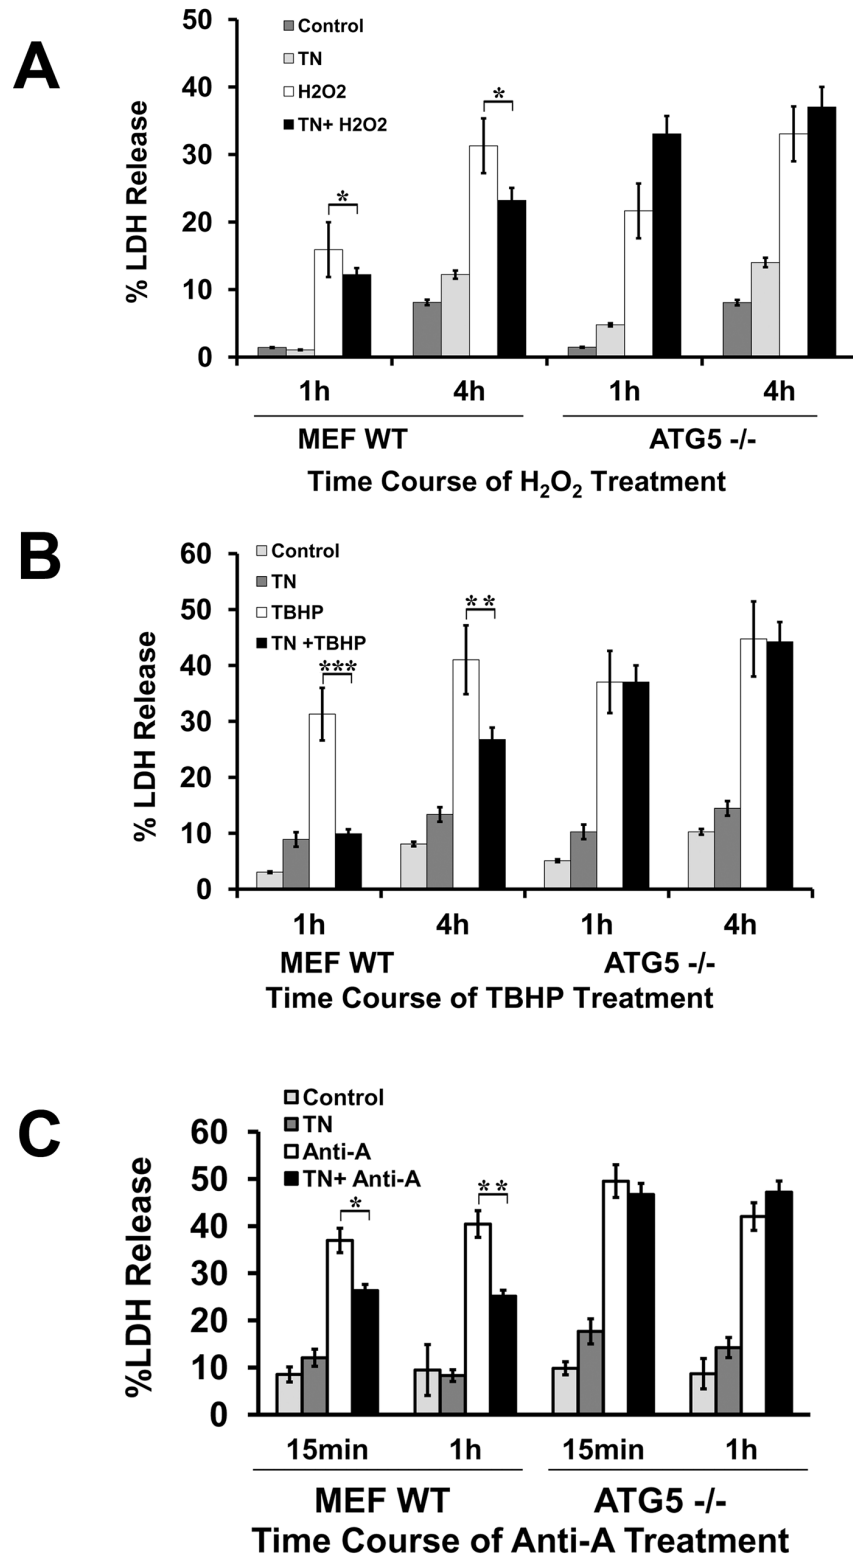 A
% LDH Release
50
40
30
20
10
0
Control
TN
H2O2
TN+ H2O2
*
*
1h 4h 1h 4h
MEF WT ATG5 -/-
Time Course of H₂O₂ Treatment
B
% LDH Release
60
50
40
30
20
10
0
Control
TN
TBHP
TN +TBHP
***
**
1h 4h 1h 4h
MEF WT ATG5 -/-
Time Course of TBHP Treatment
C
%LDH Release
60
50
40
30
20
10
0
Control
TN
Anti-A
TN+ Anti-A
*
**
15min 1h 15min 1h
MEF WT ATG5 -/-
Time Course of Anti-A Treatment